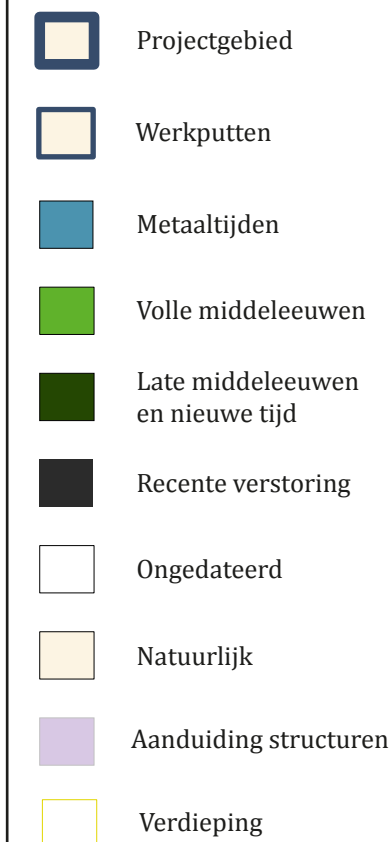 Projectgebied
Werkputten
Metaaltijden
Volle middeleeuwen
Late middeleeuwen
en nieuwe tijd
Recente verstoring
Ongedateerd
Natuurlijk
Aanduiding structuren
Verdieping